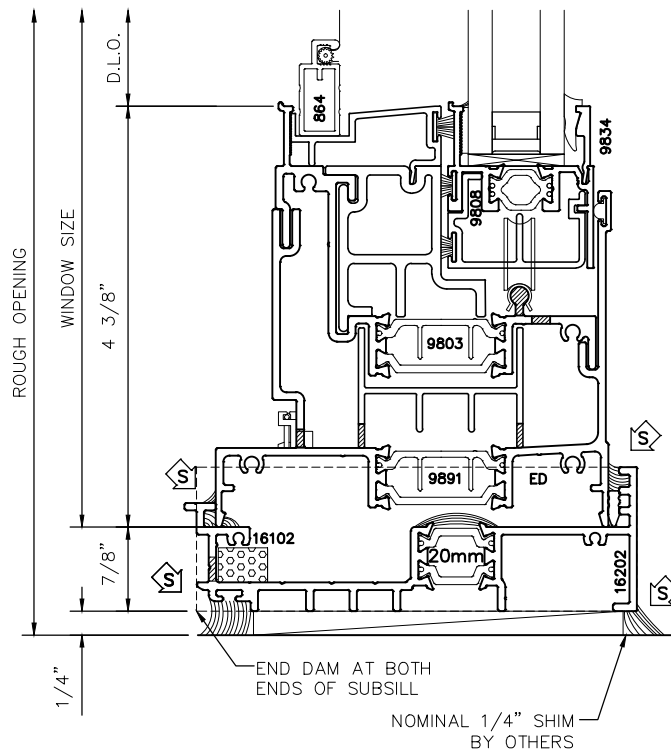 D.L.O.
WINDOW SIZE
ROUGH OPENING
4 3/8"
7/8"
1/4"
864
9834
9808
9803
9891
ED
S
S
16102
20mm
S
16202
S
END DAM AT BOTH
ENDS OF SUBSILL
NOMINAL 1/4" SHIM
BY OTHERS